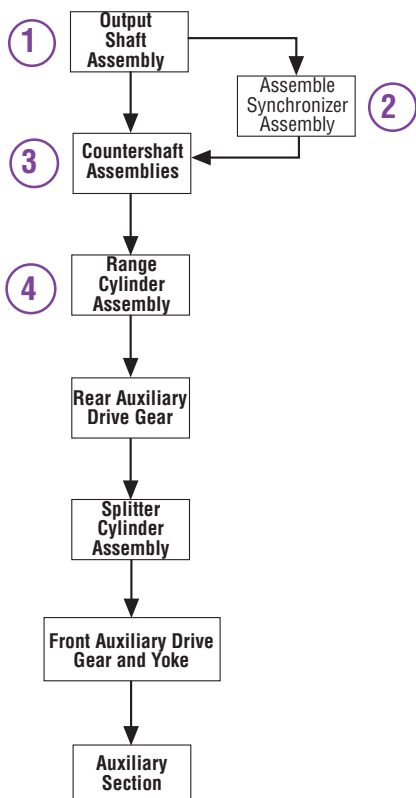 1
Output
Shaft
Assembly
Assemble
Synchronizer
Assembly
2
3
Countershaft
Assemblies
4
Range
Cylinder
Assembly
Rear Auxiliary
Drive Gear
Splitter
Cylinder
Assembly
Front Auxiliary Drive
Gear and Yoke
Auxiliary
Section